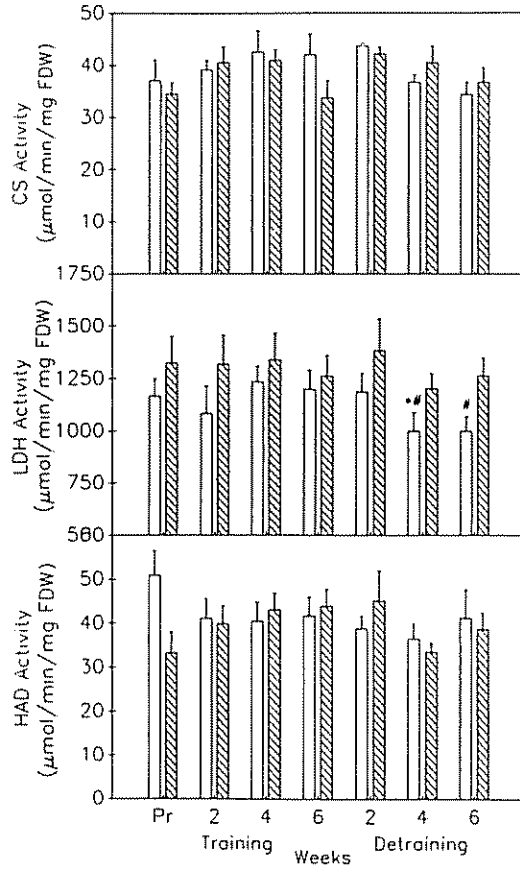 50
40
30
20
10
1750
CS Activity
(μmol/min/mg FDW)
1500
1250
1000
750
LDH Activity
(μmol/min/mg FDW)
•#
#
560
50
40
30
20
10
0
HAD Activity
(μmol/min/mg FDW)
Pr 2 4 6 2 4 6
Training Detraining
Weeks